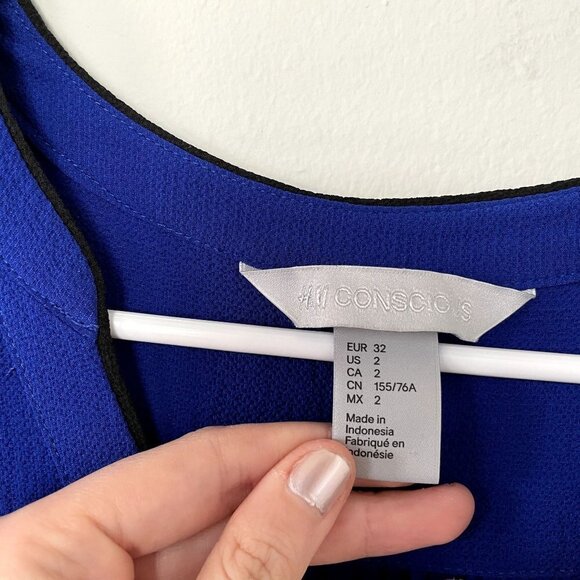 H&M CONSCIOUS
EUR 32
US 2
CA 2
CN 155/76A
MX 2
Made in
Indonesia
Fabriqué en
Indonésie